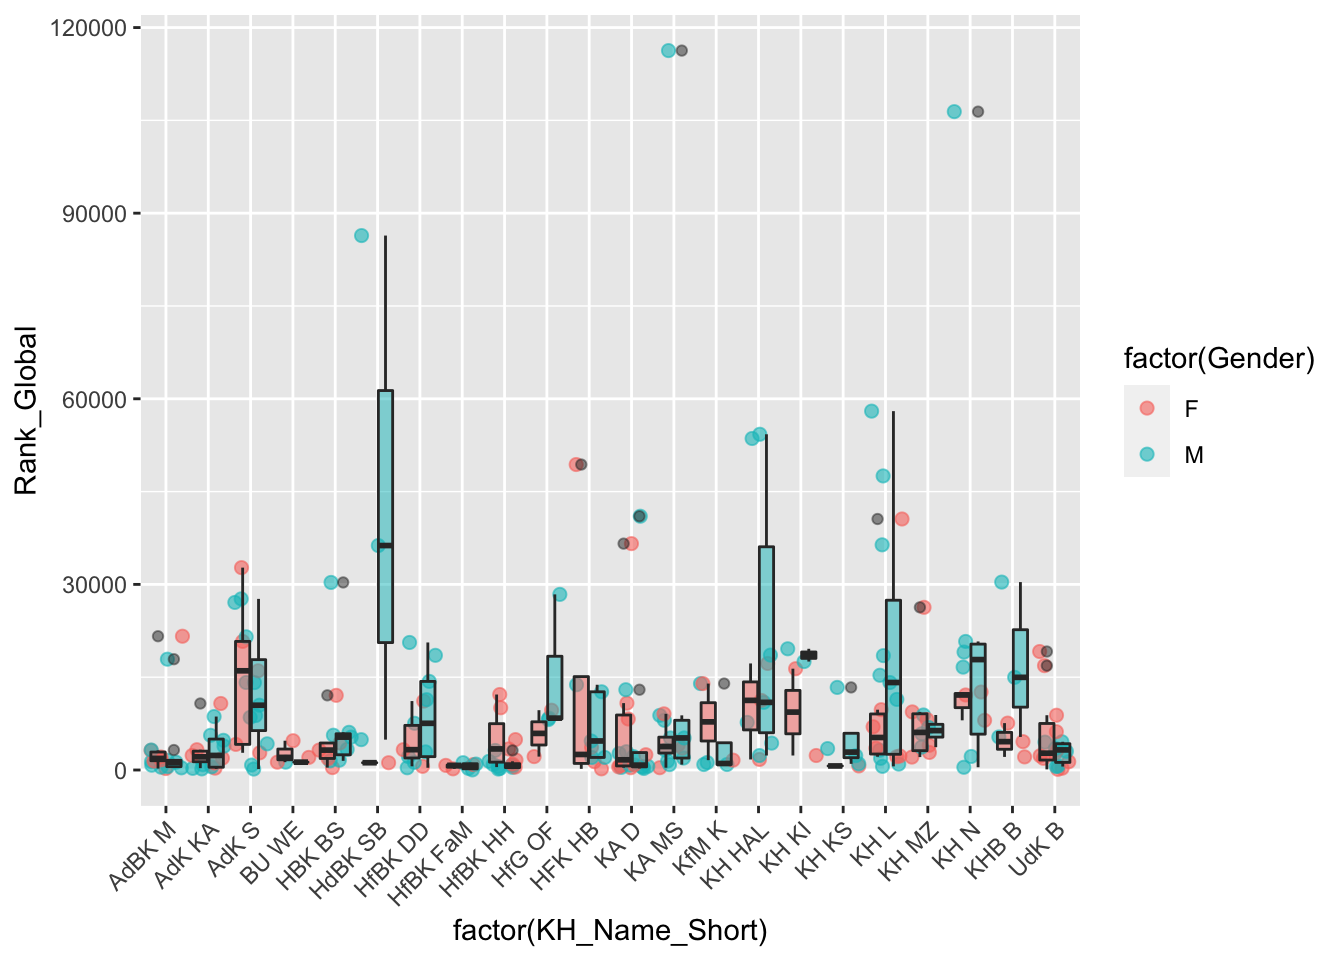 120000
90000
60000
30000
0
Rank_Global
AdBK M
AdK KA
AdK S
BU WE
HBK BS
HdBK SB
HfBK DD
HfBK FaM
HfBK HH
HfG OF
HFK HB
KA D
KA MS
KfM K
KH HAL
KH KI
KH KS
KH L
KH MZ
KH N
KHB B
UdK B
factor(KH_Name_Short)
factor(Gender)
F
M